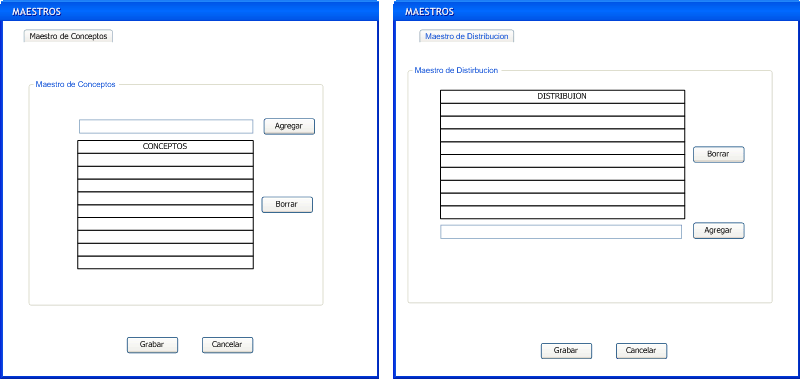 MAESTROS
Maestro de Conceptos
Maestro de Conceptos
Agregar
CONCEPTOS
Borrar
Grabar
Cancelar
MAESTROS
Maestro de Distribucion
Maestro de Distirbucion
DISTRIBUION
Borrar
Agregar
Grabar
Cancelar